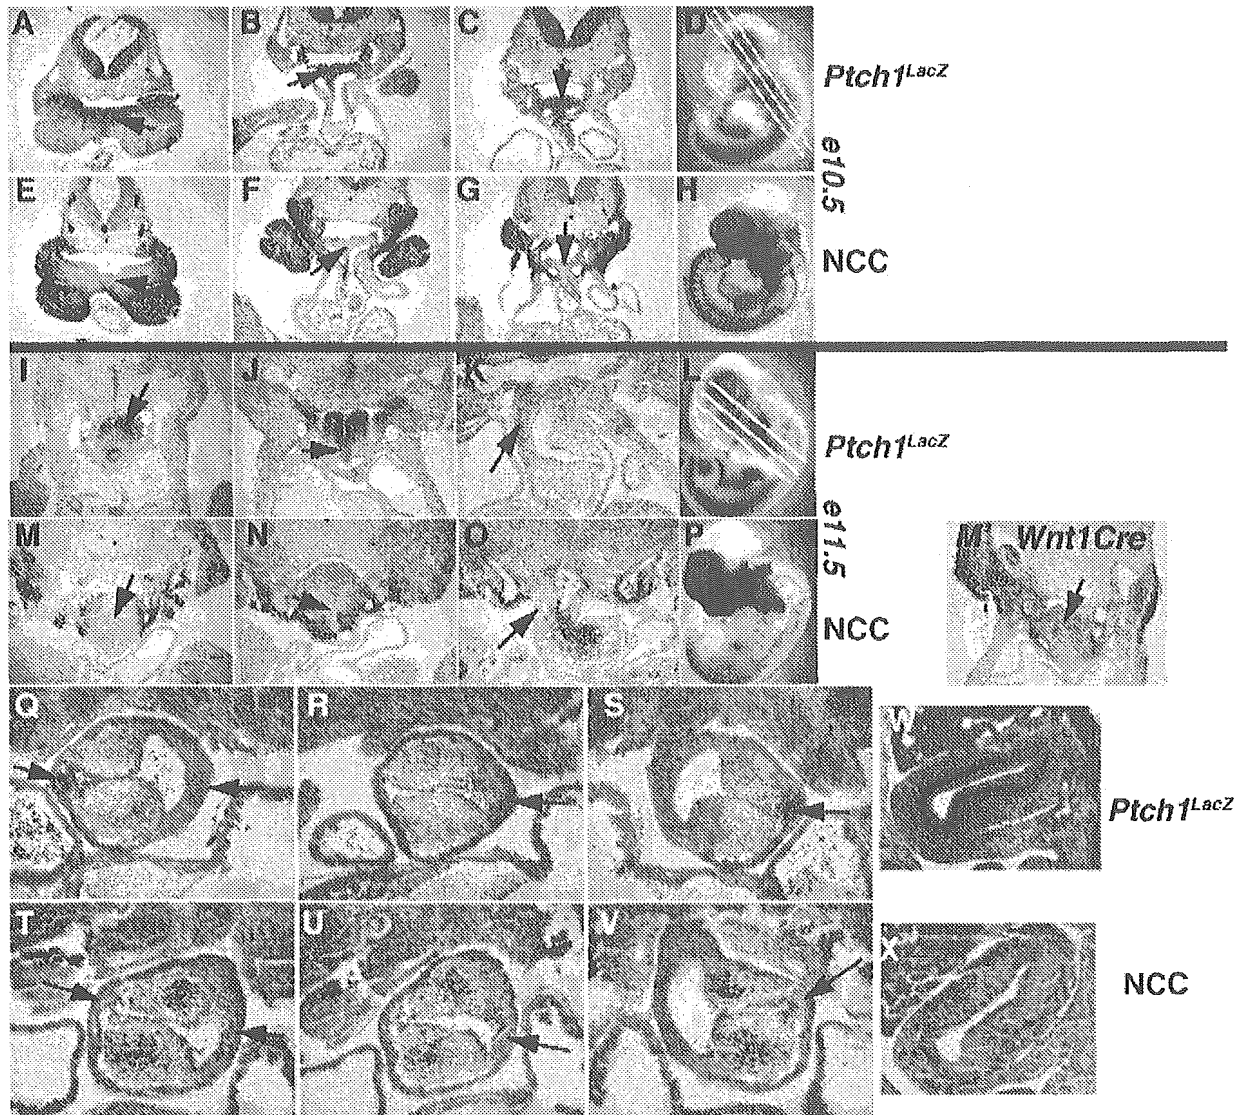 A B C D
Ptch1LacZ
e10.5
E F G H
NCC
I J K L
Ptch1LacZ
e11.5
M N O P
NCC
M' Wnt1Cre
Q R S W
Ptch1LacZ
T U V X
NCC